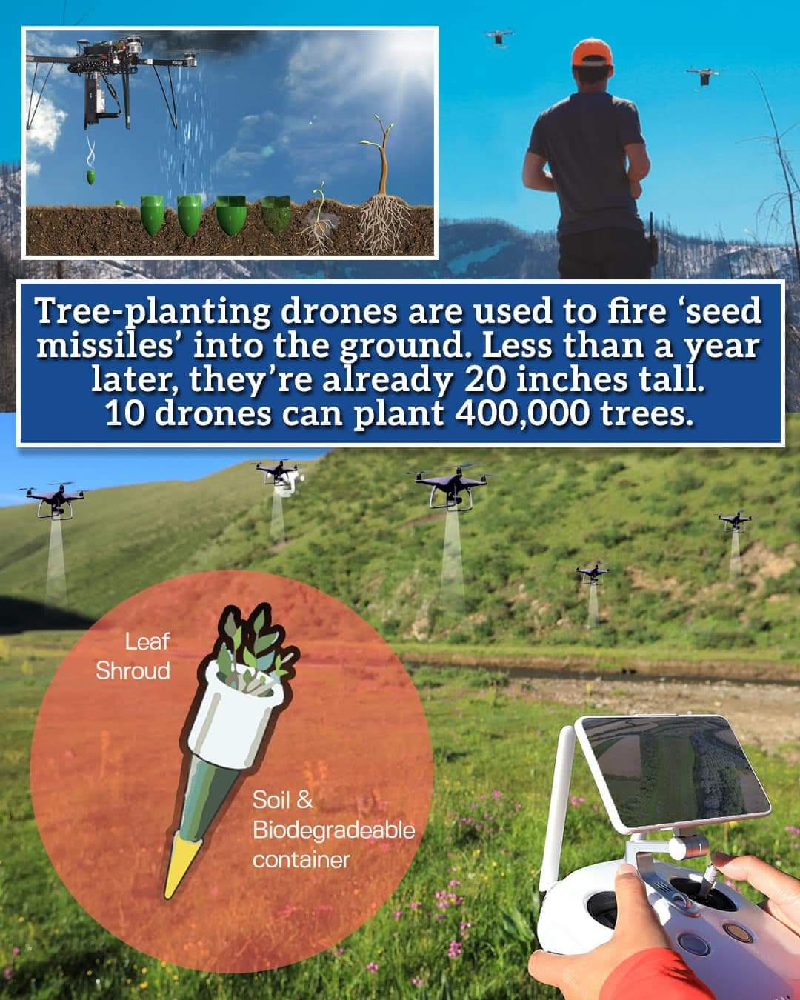 Tree-planting drones are used to fire ‘seed
missiles’ into the ground. Less than a year
later, they’re already 20 inches tall.
10 drones can plant 400,000 trees.
Leaf
Shroud
Soil &
Biodegradeable
container